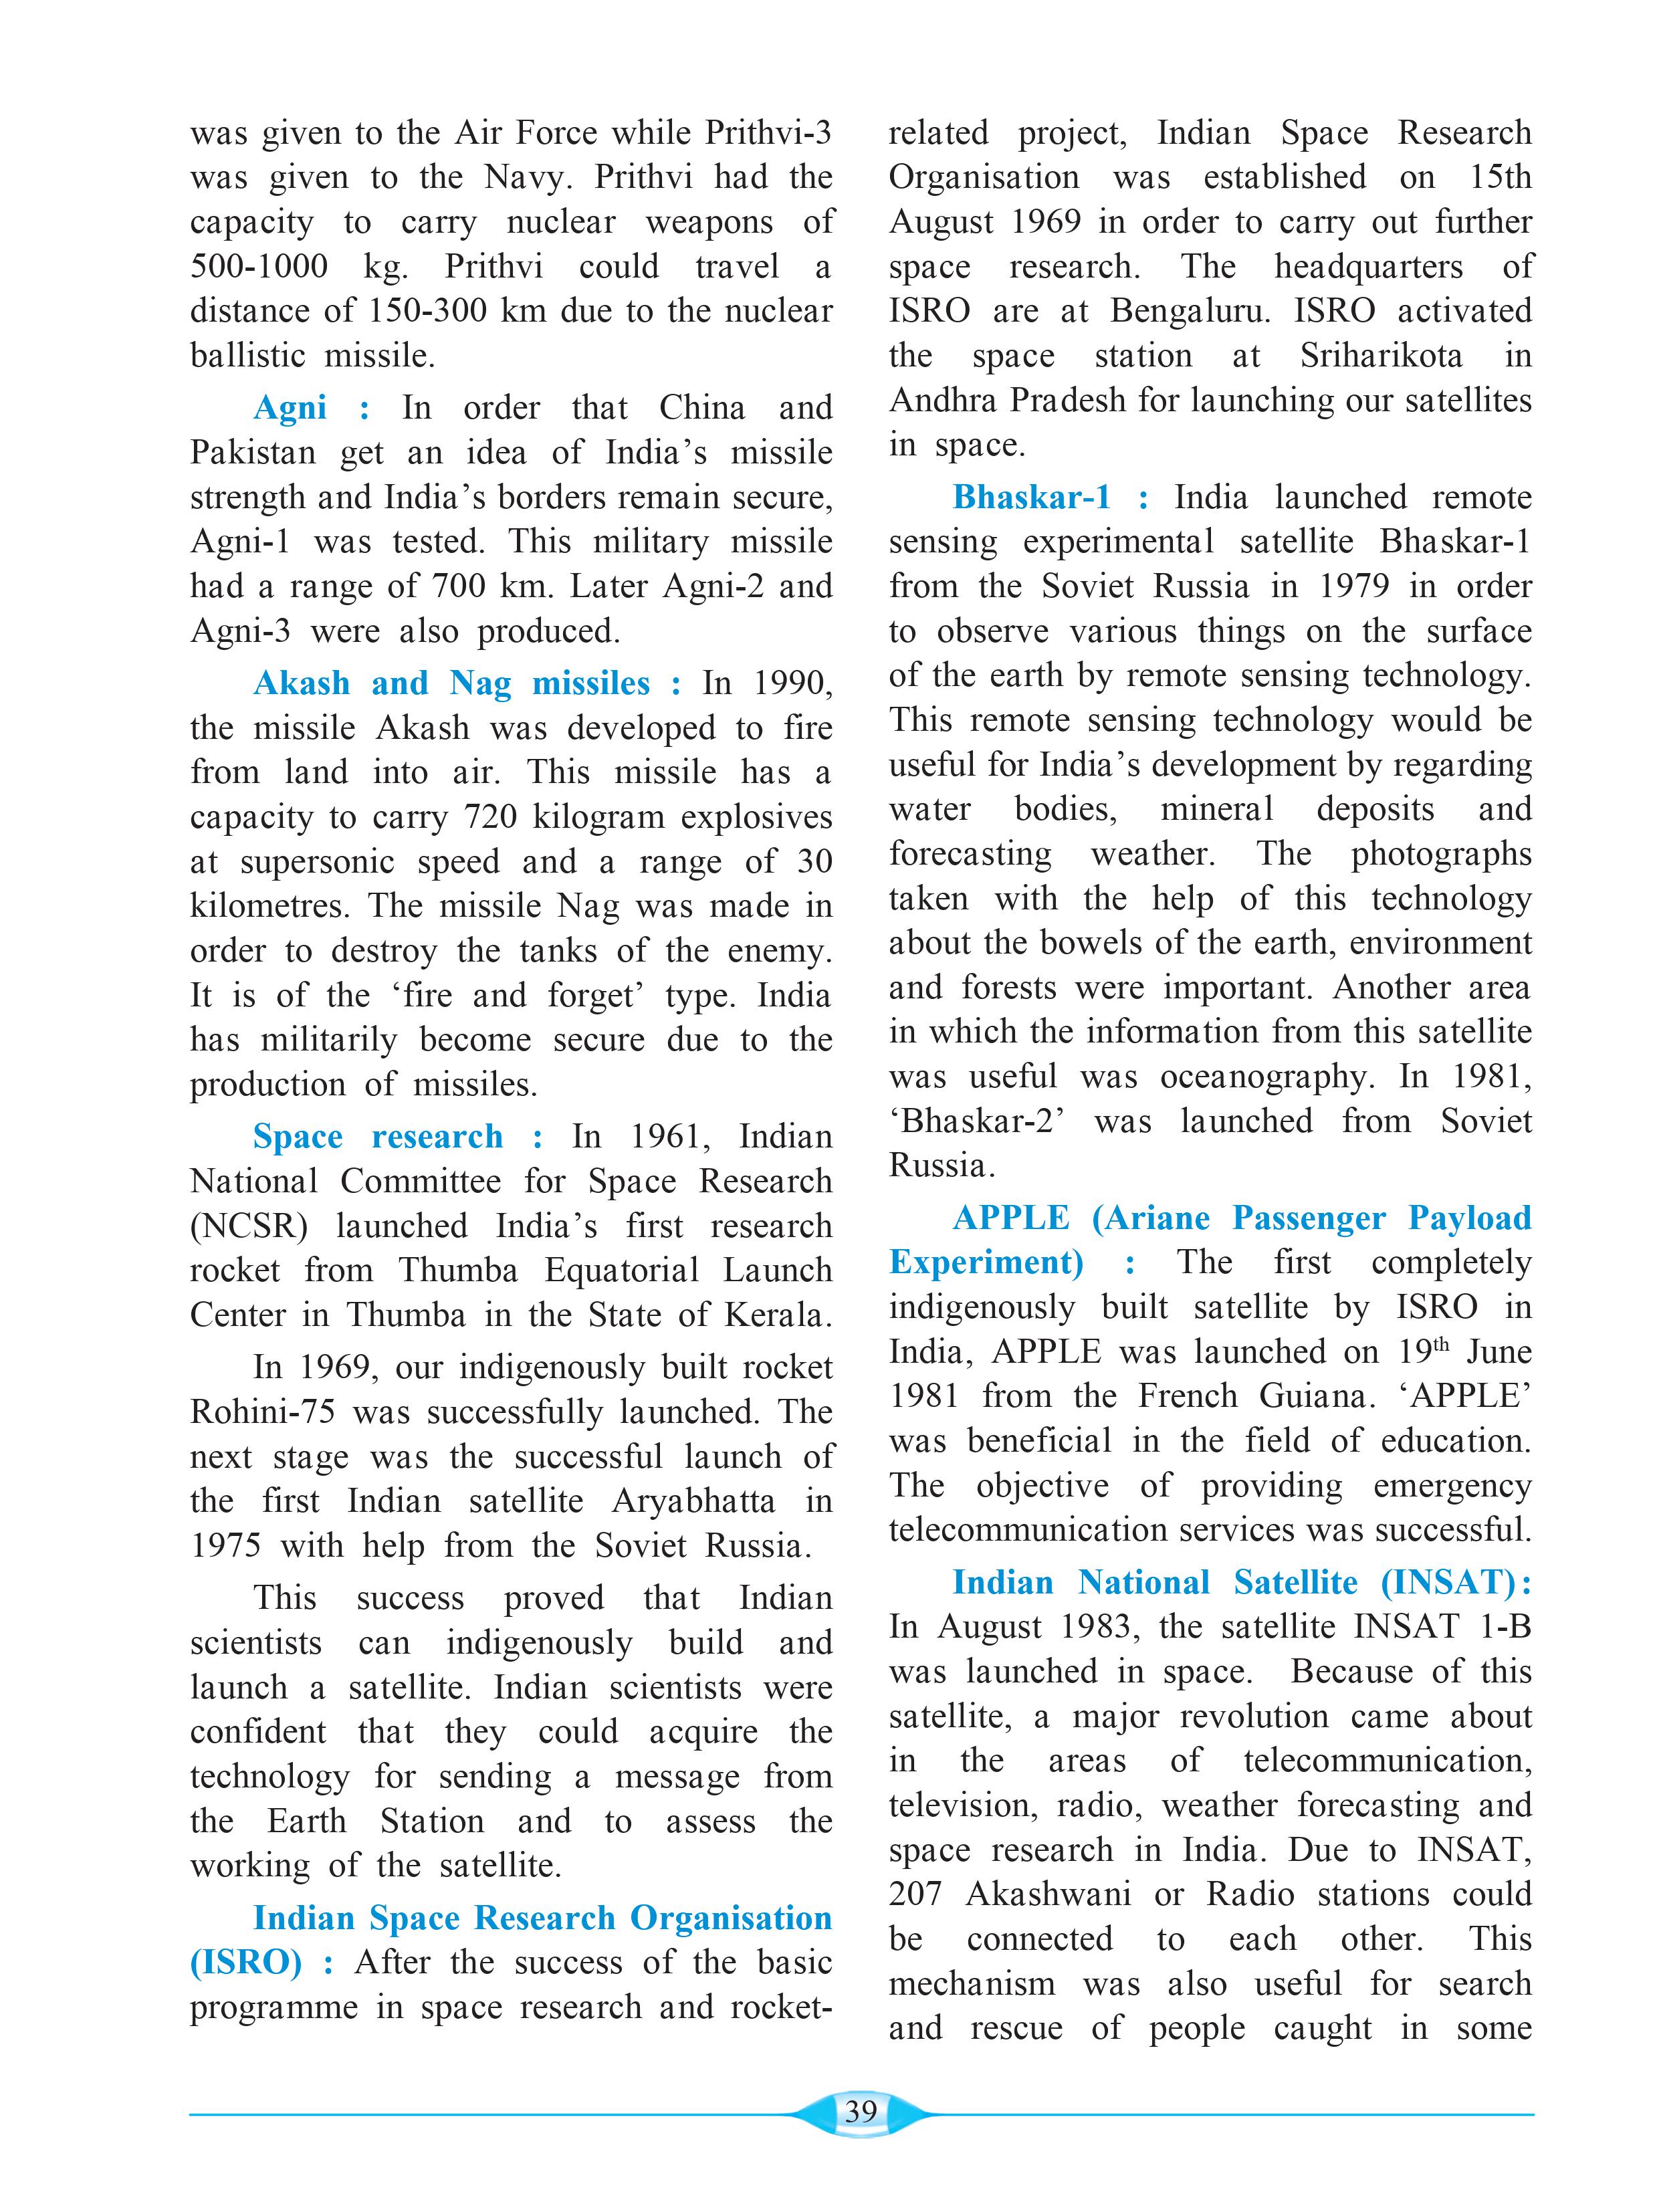 was given to the Air Force while Prithvi-3
was given to the Navy. Prithvi had the
capacity to carry nuclear weapons of
500-1000 kg. Prithvi could travel a
distance of 150-300 km due to the nuclear
ballistic missile.
Agni : In order that China and
Pakistan get an idea of India’s missile
strength and India’s borders remain secure,
Agni-1 was tested. This military missile
had a range of 700 km. Later Agni-2 and
Agni-3 were also produced.
Akash and Nag missiles : In 1990,
the missile Akash was developed to fire
from land into air. This missile has a
capacity to carry 720 kilogram explosives
at supersonic speed and a range of 30
kilometres. The missile Nag was made in
order to destroy the tanks of the enemy.
It is of the ‘fire and forget’ type. India
has militarily become secure due to the
production of missiles.
Space research : In 1961, Indian
National Committee for Space Research
(NCSR) launched India’s first research
rocket from Thumba Equatorial Launch
Center in Thumba in the State of Kerala.
In 1969, our indigenously built rocket
Rohini-75 was successfully launched. The
next stage was the successful launch of
the first Indian satellite Aryabhatta in
1975 with help from the Soviet Russia.
This success proved that Indian
scientists can indigenously build and
launch a satellite. Indian scientists were
confident that they could acquire the
technology for sending a message from
the Earth Station and to assess the
working of the satellite.
Indian Space Research Organisation
(ISRO) : After the success of the basic
programme in space research and rocket-
related project, Indian Space Research
Organisation was established on 15th
August 1969 in order to carry out further
space research. The headquarters of
ISRO are at Bengaluru. ISRO activated
the space station at Sriharikota in
Andhra Pradesh for launching our satellites
in space.
Bhaskar-1 : India launched remote
sensing experimental satellite Bhaskar-1
from the Soviet Russia in 1979 in order
to observe various things on the surface
of the earth by remote sensing technology.
This remote sensing technology would be
useful for India’s development by regarding
water bodies, mineral deposits and
forecasting weather. The photographs
taken with the help of this technology
about the bowels of the earth, environment
and forests were important. Another area
in which the information from this satellite
was useful was oceanography. In 1981,
‘Bhaskar-2’ was launched from Soviet
Russia.
APPLE (Ariane Passenger Payload
Experiment) : The first completely
indigenously built satellite by ISRO in
India, APPLE was launched on 19th June
1981 from the French Guiana. ‘APPLE’
was beneficial in the field of education.
The objective of providing emergency
telecommunication services was successful.
Indian National Satellite (INSAT):
In August 1983, the satellite INSAT 1-B
was launched in space. Because of this
satellite, a major revolution came about
in the areas of telecommunication,
television, radio, weather forecasting and
space research in India. Due to INSAT,
207 Akashwani or Radio stations could
be connected to each other. This
mechanism was also useful for search
and rescue of people caught in some
39